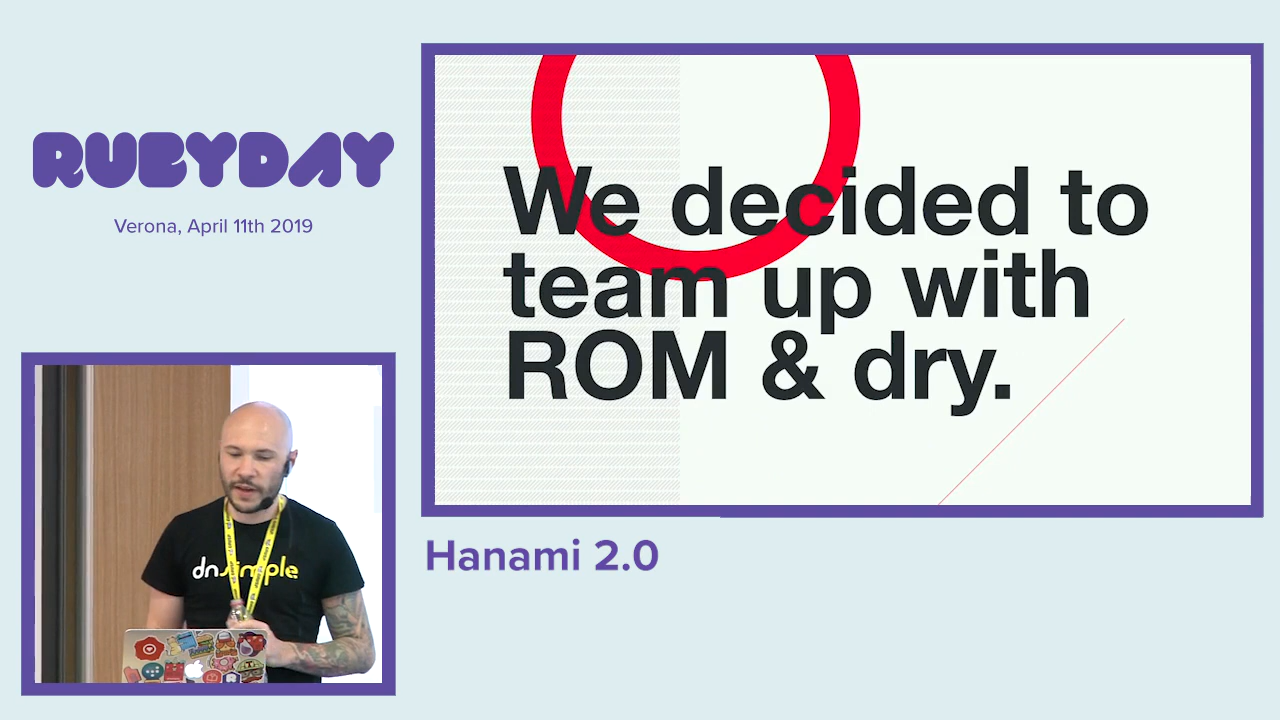 RUBYDAY
Verona, April 11th 2019
We decided to
team up with
ROM & dry.
Hanami 2.0
dnsimple